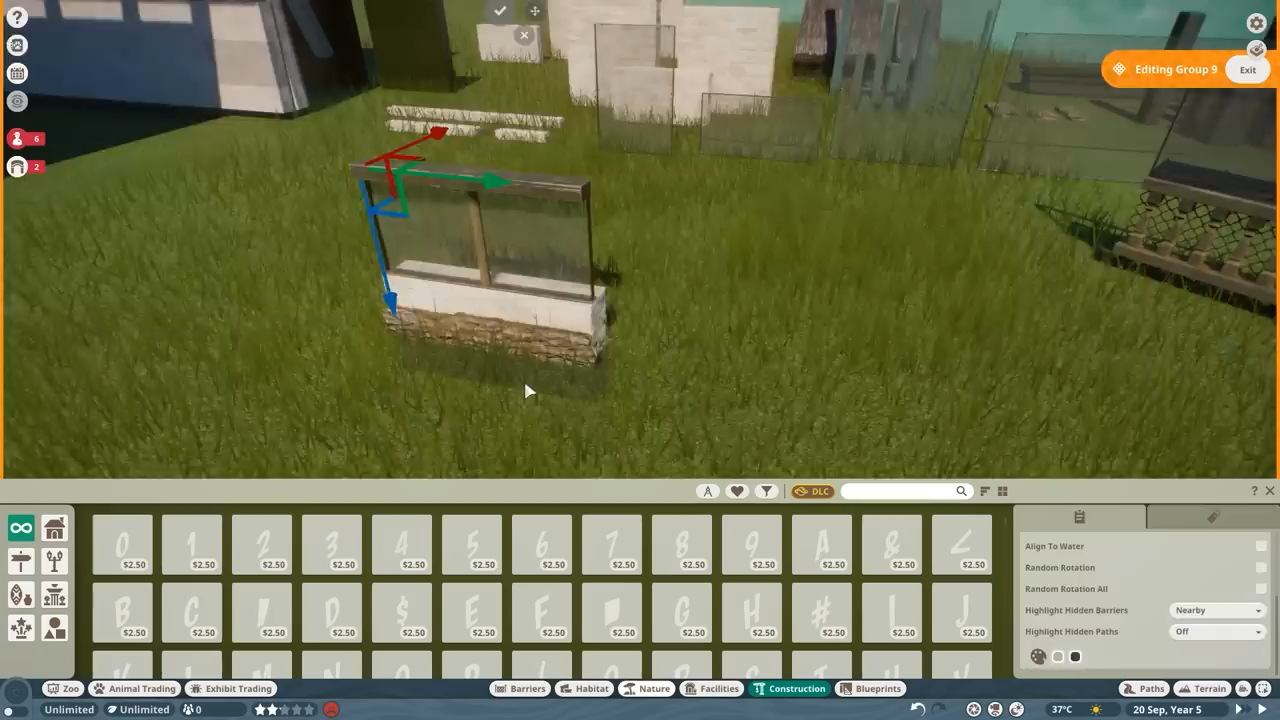 ?
6
2
Editing Group 9 Exit
DLC
? ×
0 $2.50 1 $2.50 2 $2.50 3 $2.50 4 $2.50 5 $2.50 6 $2.50 7 $2.50 8 $2.50 9 $2.50 A $2.50 & $2.50 $2.50
B $2.50 C $2.50 $2.50 D $2.50 $ $2.50 E $2.50 F $2.50 $2.50 G $2.50 H $2.50 # $2.50 I $2.50 J $2.50
Align To Water
Random Rotation
Random Rotation All
Highlight Hidden Barriers Nearby
Highlight Hidden Paths Off
Zoo Animal Trading Exhibit Trading Barriers Habitat Nature Facilities Construction Blueprints Paths Terrain
Unlimited Unlimited 0 37°C 20 Sep, Year 5